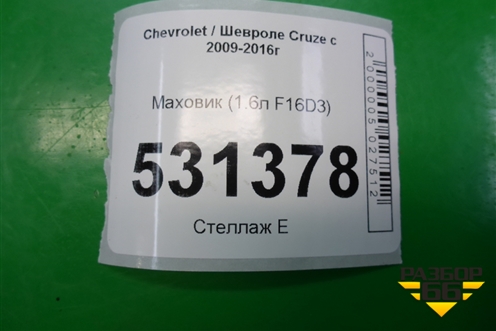 Chevrolet / Шевроле Cruze с
2009-2016г
Маховик (1.6л F16D3)
531378
Стеллаж Е
2000005027512
РАЗБОР
66